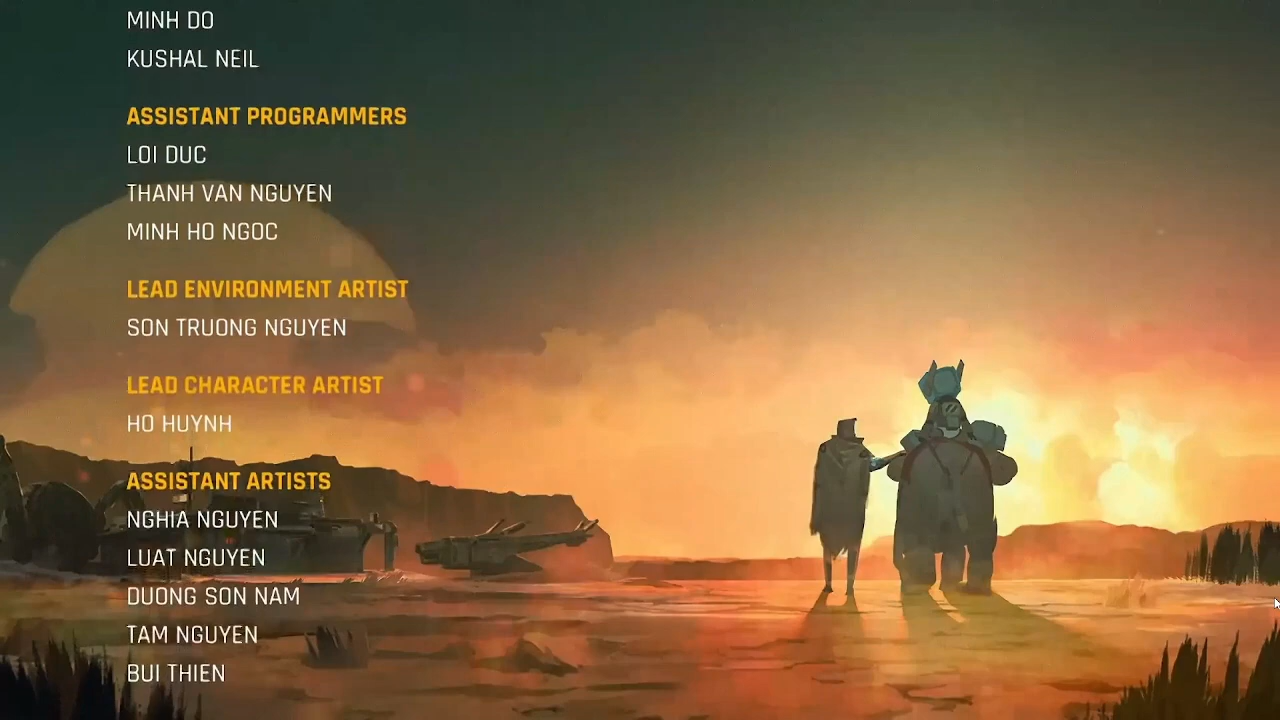 MINH DO
KUSHAL NEIL
ASSISTANT PROGRAMMERS
LOI DUC
THANH VAN NGUYEN
MINH HO NGOC
LEAD ENVIRONMENT ARTIST
SON TRUONG NGUYEN
LEAD CHARACTER ARTIST
HO HUYNH
ASSISTANT ARTISTS
NGHIA NGUYEN
LUAT NGUYEN
DUONG SON NAM
TAM NGUYEN
BUI THIEN